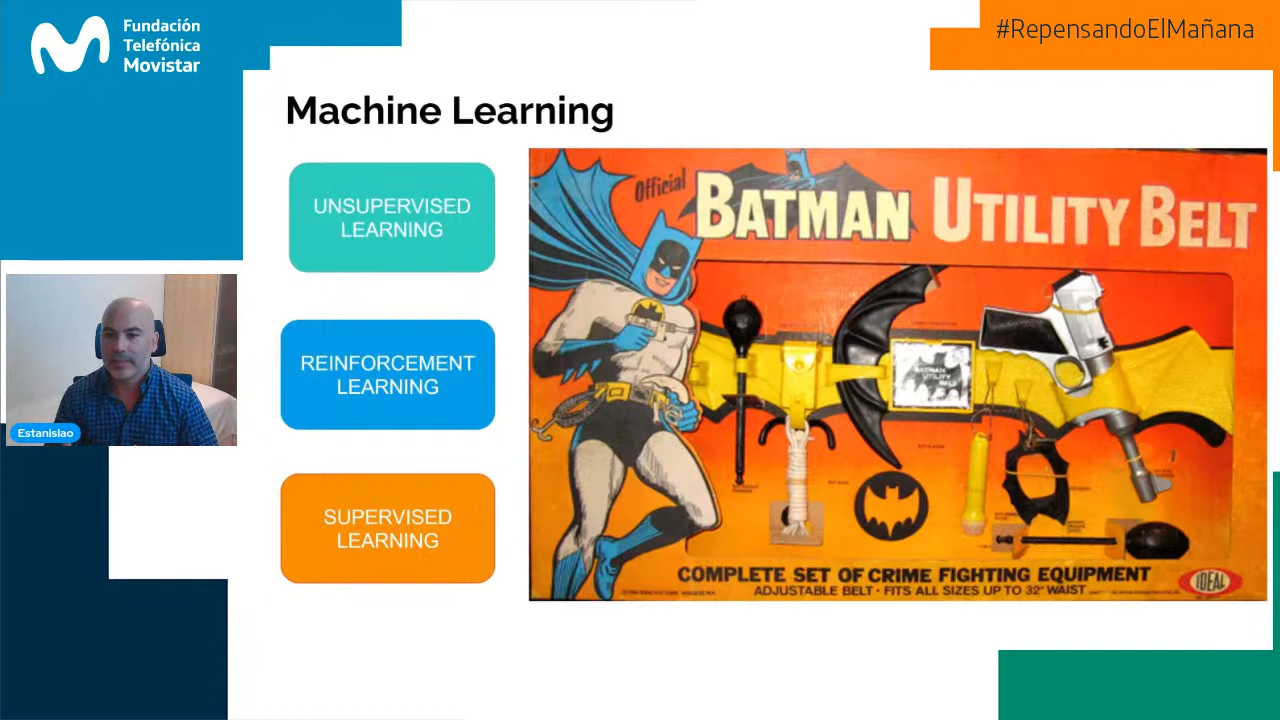 Fundación
Telefónica
Movistar
#RepensandoElMañana
Machine Learning
UNSUPERVISED
LEARNING
REINFORCEMENT
LEARNING
SUPERVISED
LEARNING
Official BATMAN UTILITY BELT
BATMAN
UTILITY
BELT
COMPLETE SET OF CRIME FIGHTING EQUIPMENT
ADJUSTABLE BELT · FITS ALL SIZES UP TO 32" WAIST
IDEAL
Estanislao